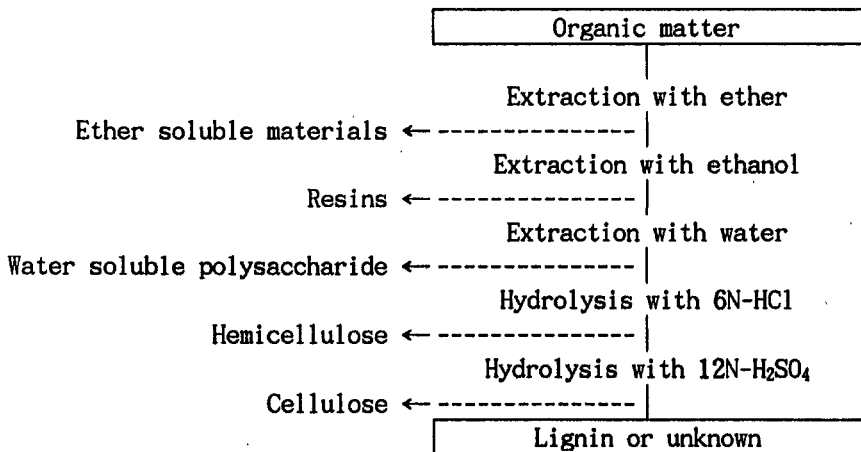 Organic matter
Extraction with ether
Ether soluble materials
Extraction with ethanol
Resins
Extraction with water
Water soluble polysaccharide
Hydrolysis with 6N-HCl
Hemicellulose
Hydrolysis with 12N-H₂SO₄
Cellulose
Lignin or unknown